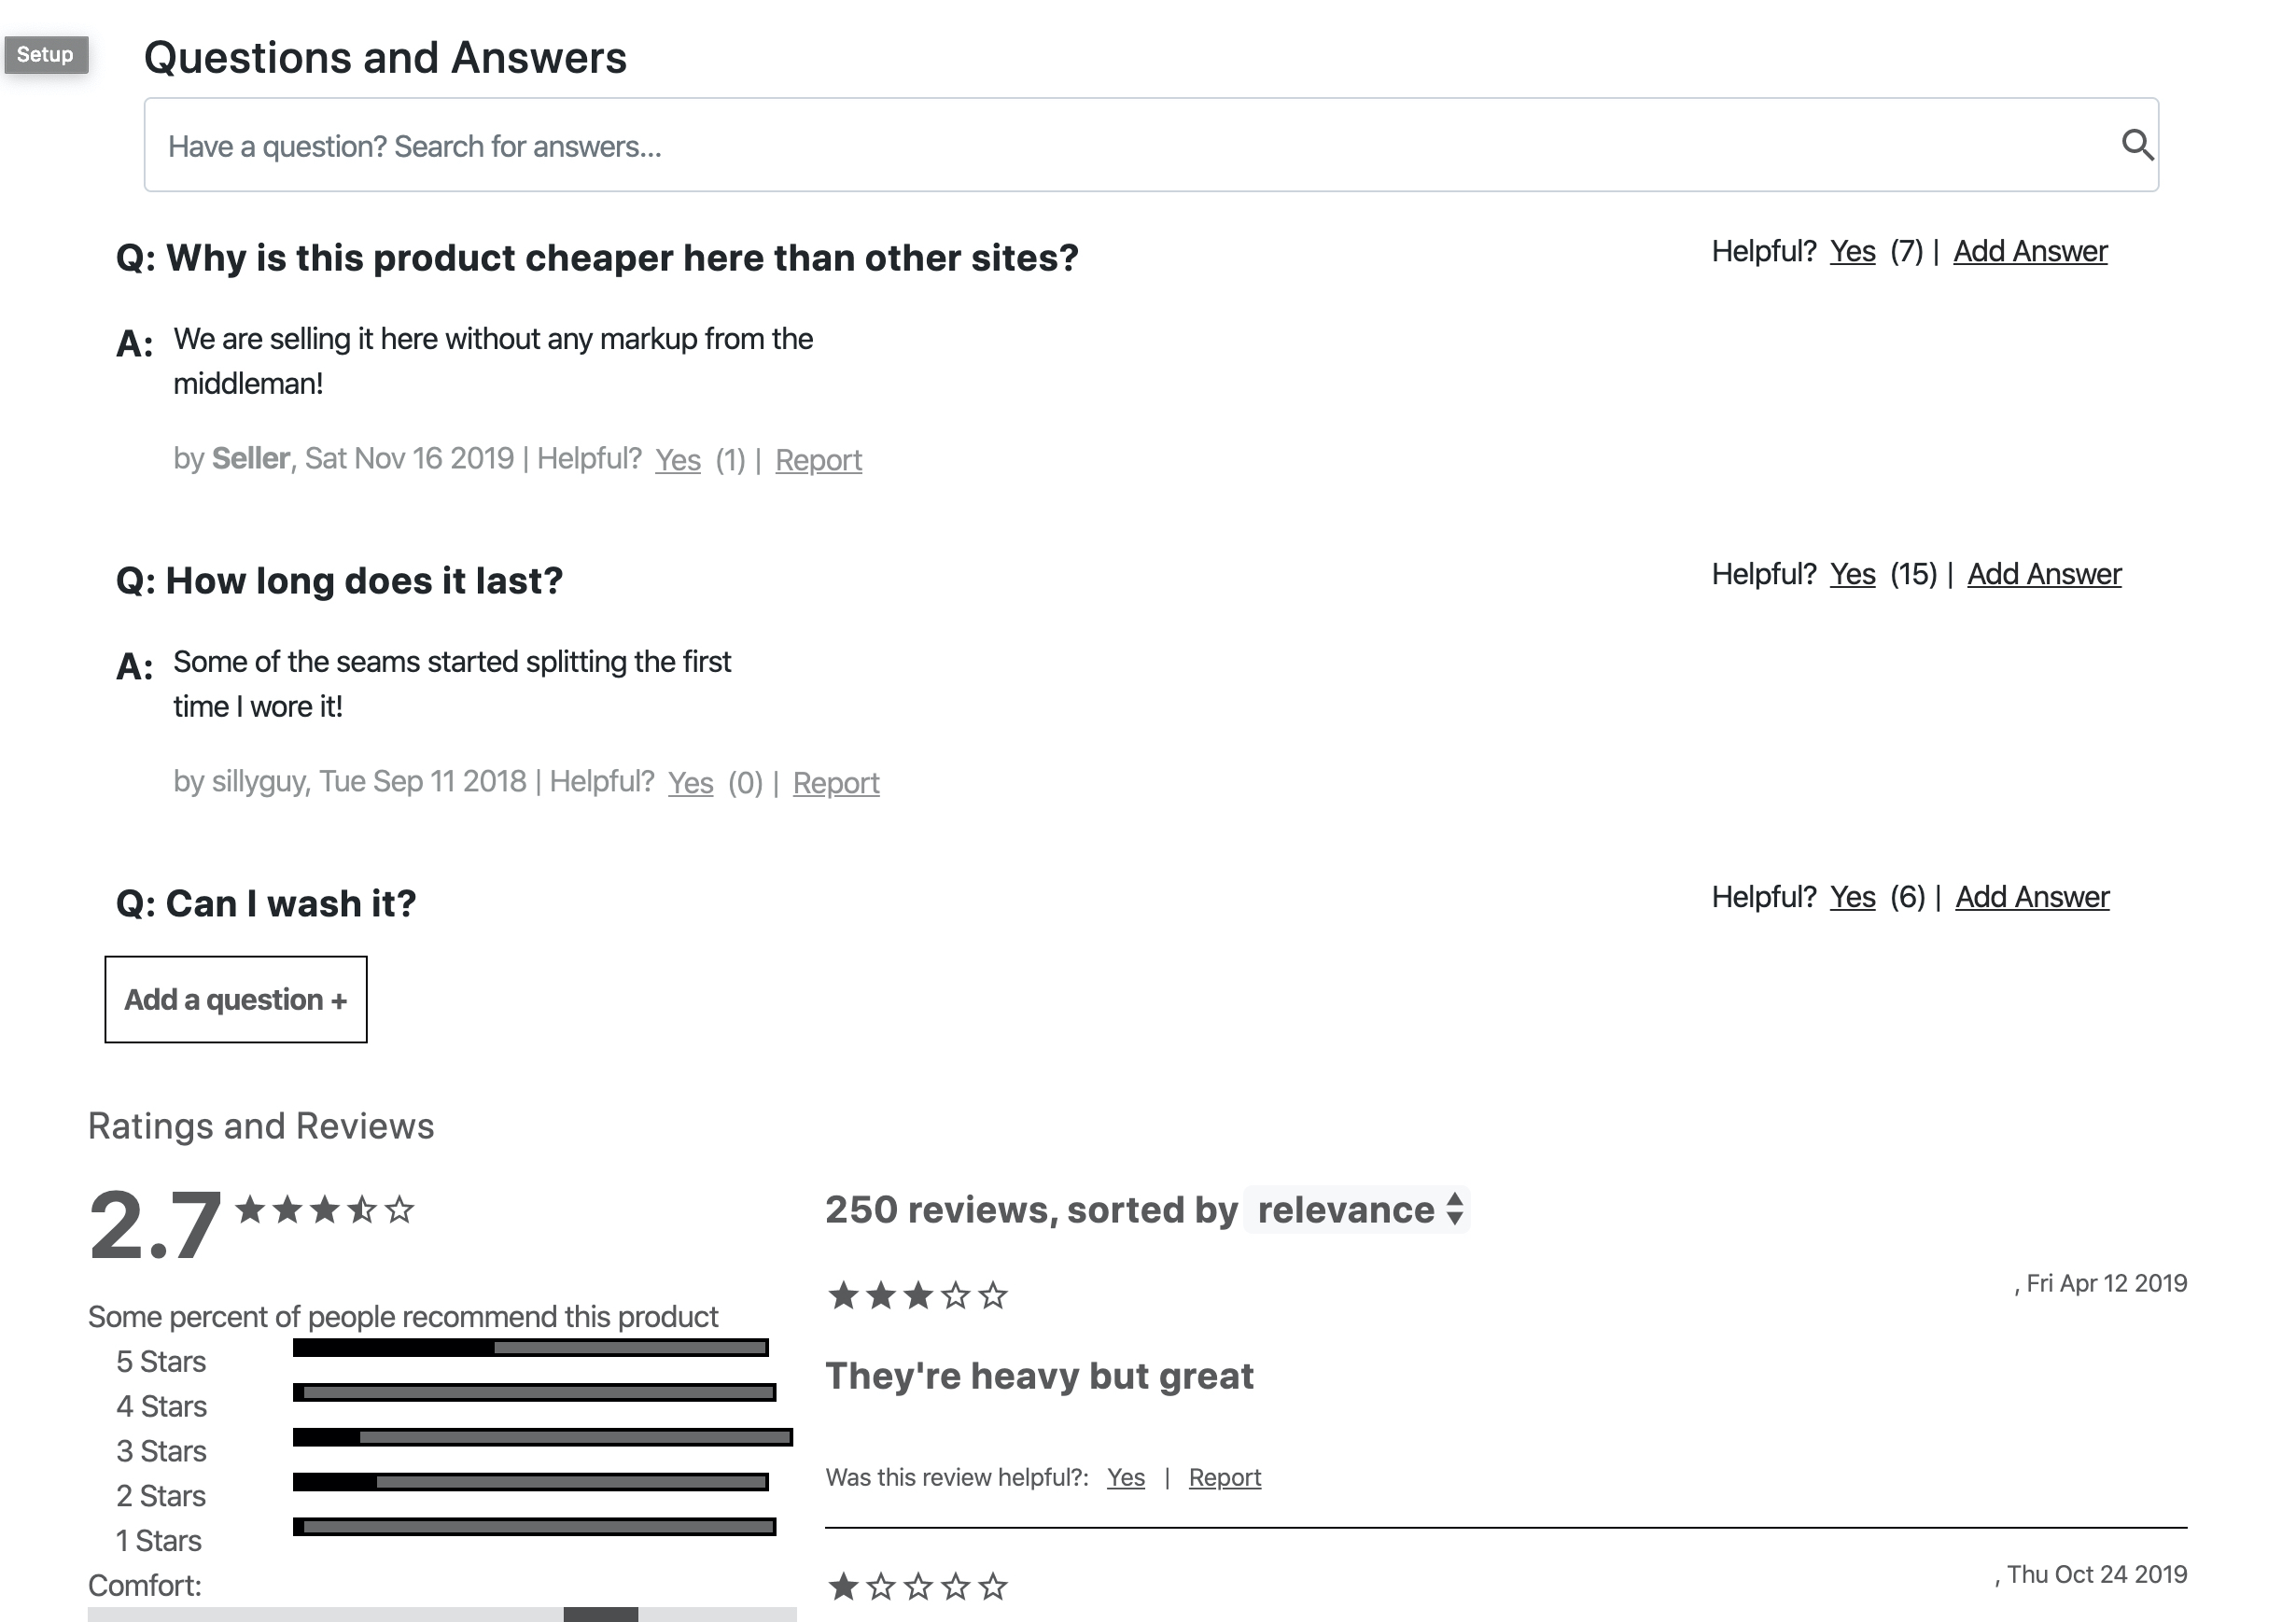 Setup
Questions and Answers
Have a question? Search for answers...
Q: Why is this product cheaper here than other sites?
Helpful? Yes (7) | Add Answer
A: We are selling it here without any markup from the
middleman!
by Seller, Sat Nov 16 2019 | Helpful? Yes (1) | Report
Q: How long does it last?
Helpful? Yes (15) | Add Answer
A: Some of the seams started splitting the first
time I wore it!
by sillyguy, Tue Sep 11 2018 | Helpful? Yes (0) | Report
Q: Can I wash it?
Helpful? Yes (6) | Add Answer
Add a question +
Ratings and Reviews
2.7
Some percent of people recommend this product
5 Stars
4 Stars
3 Stars
2 Stars
1 Stars
Comfort:
250 reviews, sorted by relevance
, Fri Apr 12 2019
They're heavy but great
Was this review helpful?: Yes | Report
, Thu Oct 24 2019